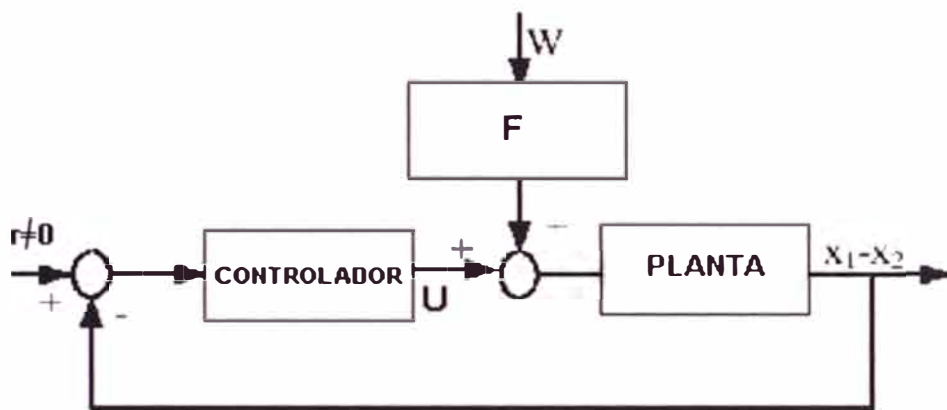 W
F
r≠0
+
-
CONTROLADOR
+
U
PLANTA
x₁-x₂